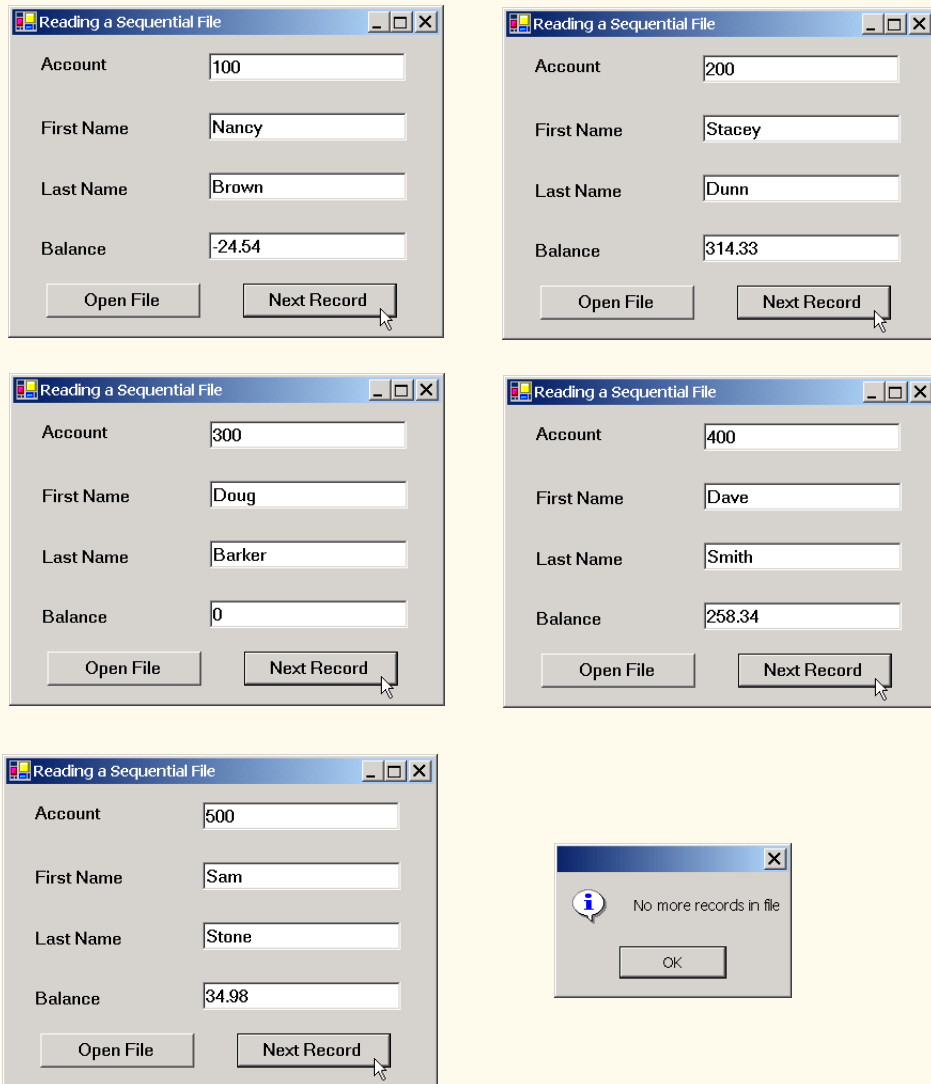 Reading a Sequential File
Account 100
First Name Nancy
Last Name Brown
Balance -24.54
Open File Next Record
Reading a Sequential File
Account 200
First Name Stacey
Last Name Dunn
Balance 314.33
Open File Next Record
Reading a Sequential File
Account 300
First Name Doug
Last Name Barker
Balance 0
Open File Next Record
Reading a Sequential File
Account 400
First Name Dave
Last Name Smith
Balance 258.34
Open File Next Record
Reading a Sequential File
Account 500
First Name Sam
Last Name Stone
Balance 34.98
Open File Next Record
No more records in file
OK